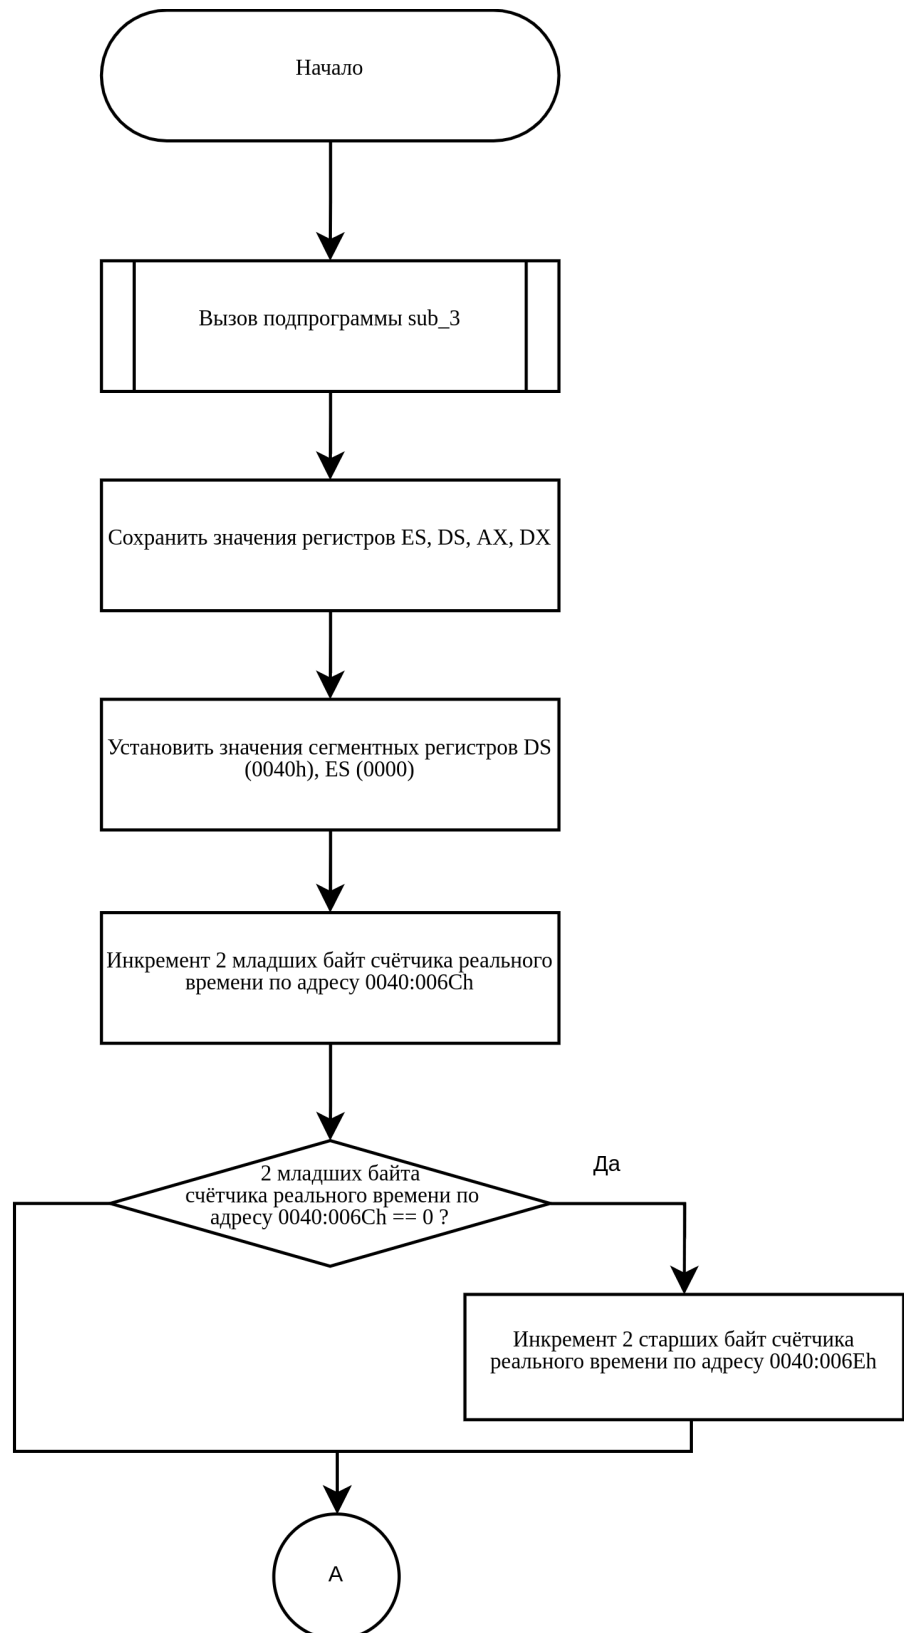 Начало
Вызов подпрограммы sub_3
Сохранить значения регистров ES, DS, AX, DX
Установить значения сегментных регистров DS
(0040h), ES (0000)
Инкремент 2 младших байт счётчика реального
времени по адресу 0040:006Ch
2 младших байта
счётчика реального времени по
адресу 0040:006Ch == 0 ?
Да
Инкремент 2 старших байт счётчика
реального времени по адресу 0040:006Eh
A